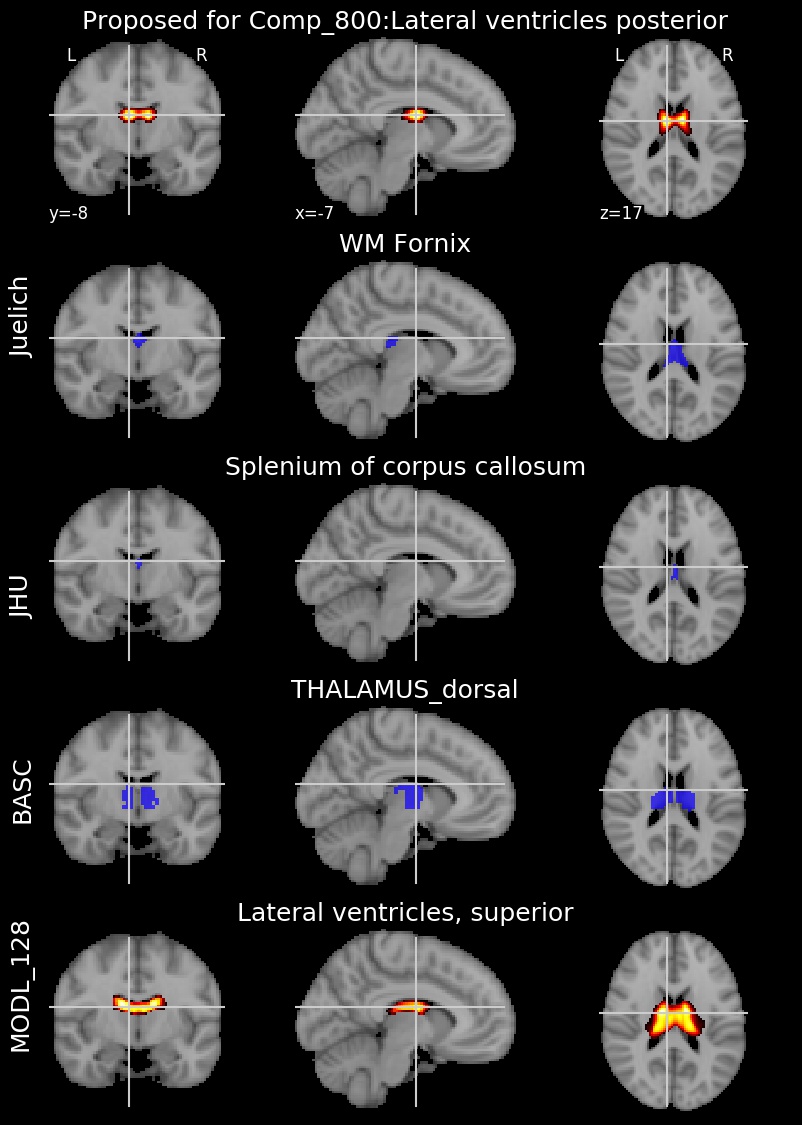 Proposed for Comp_800:Lateral ventricles posterior
L R L R
y=-8 x=-7 z=17
WM Fornix
Juelich
Splenium of corpus callosum
JHU
THALAMUS_dorsal
BASC
Lateral ventricles, superior
MODL_128